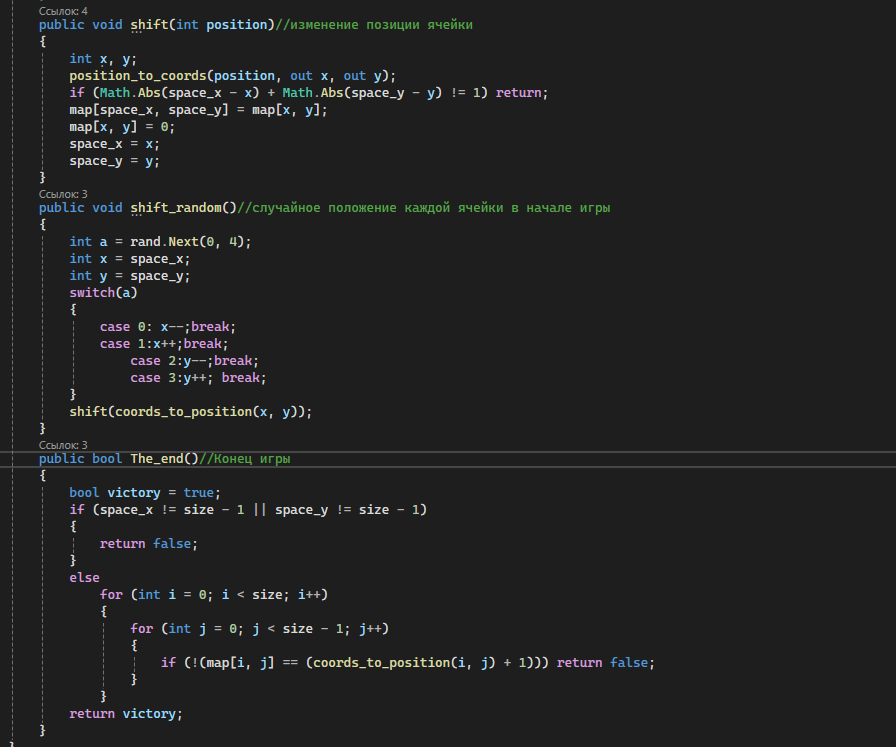 Ссылок: 4
public void shift(int position)//изменение позиции ячейки
{
int x, y;
position_to_coords(position, out x, out y);
if (Math.Abs(space_x - x) + Math.Abs(space_y - y) != 1) return;
map[space_x, space_y] = map[x, y];
map[x, y] = 0;
space_x = x;
space_y = y;
}
Ссылок: 3
public void shift_random()//случайное положение каждой ячейки в начале игры
{
int a = rand.Next(0, 4);
int x = space_x;
int y = space_y;
switch(a)
{
case 0: x--;break;
case 1:x++;break;
case 2:y--;break;
case 3:y++; break;
}
shift(coords_to_position(x, y));
}
Ссылок: 3
public bool The_end()//Конец игры
{
bool victory = true;
if (space_x != size - 1 || space_y != size - 1)
{
return false;
}
else
for (int i = 0; i < size; i++)
{
for (int j = 0; j < size - 1; j++)
{
if (!(map[i, j] == (coords_to_position(i, j) + 1))) return false;
}
}
return victory;
}
}